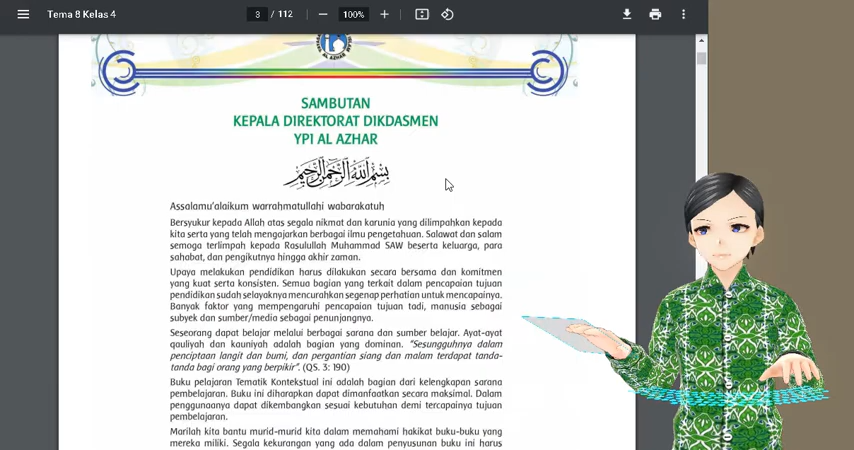 Tema 8 Kelas 4
3 / 112
100%
AL AZHAR
SAMBUTAN
KEPALA DIREKTORAT DIKDASMEN
YPI AL AZHAR
بسم الله الرحمن الرحيم
Assalamu'alaikum warrahmatullahi wabarakatuh
Bersyukur kepada Allah atas segala nikmat dan karunia yang dilimpahkan kepada
kita serta yang telah mengajarkan berbagai ilmu pengetahuan. Salawat dan salam
semoga terlimpah kepada Rasulullah Muhammad SAW beserta keluarga, para
sahabat, dan pengikutnya hingga akhir zaman.
Upaya melakukan pendidikan harus dilakukan secara bersama dan komitmen
yang kuat serta konsisten. Semua bagian yang terkait dalam pencapaian tujuan
pendidikan sudah selayaknya mencurahkan segenap perhatian untuk mencapainya.
Banyak faktor yang mempengaruhi pencapaian tujuan tadi, manusia sebagai
subyek dan sumber/media sebagai penunjangnya.
Seseorang dapat belajar melalui berbagai sarana dan sumber belajar. Ayat-ayat
qauliyah dan kauniyah adalah bagian yang dominan. "Sesungguhnya dalam
penciptaan langit dan bumi, dan pergantian siang dan malam terdapat tanda-
tanda bagi orang yang berpikir". (QS. 3: 190)
Buku pelajaran Tematik Kontekstual ini adalah bagian dari kelengkapan sarana
pembelajaran. Buku ini diharapkan dapat dimanfaatkan secara maksimal. Dalam
penggunaannya dapat dikembangkan sesuai kebutuhan demi tercapainya tujuan
pembelajaran.
Marilah kita bantu murid-murid kita dalam memahami hakikat buku-buku yang
mereka miliki. Segala kekurangan yang ada dalam penyusunan buku ini harus